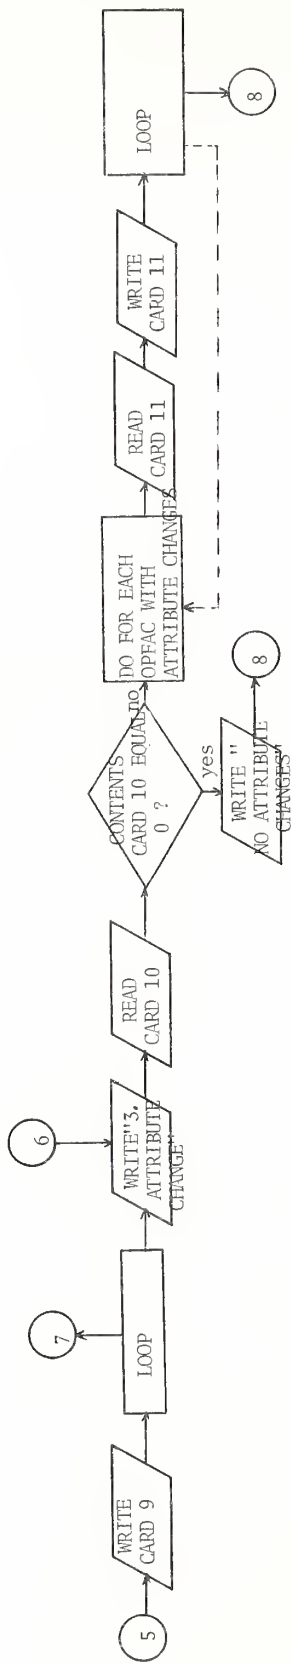 5
WRITE
CARD 9
LOOP
7
6
WRITE"3.
ATTRIBUTE
CHANGE"
READ
CARD 10
CONTENTS
CARD 10 EQUAL
0 ?
no
yes
WRITE "
NO ATTRIBUTE
CHANGES"
8
DO FOR EACH
OPFAC WITH
ATTRIBUTE CHANGES
READ
CARD 11
WRITE
CARD 11
LOOP
8